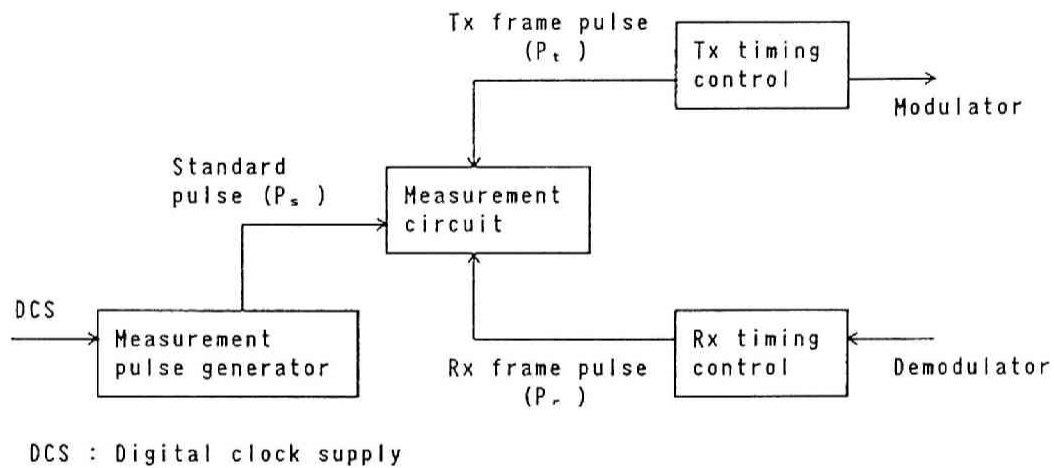 Tx frame pulse
(Pt )
Tx timing
control
Modulator
Standard
pulse (Ps )
Measurement
circuit
DCS
Measurement
pulse generator
Rx frame pulse
(Pr )
Rx timing
control
Demodulator
DCS : Digital clock supply